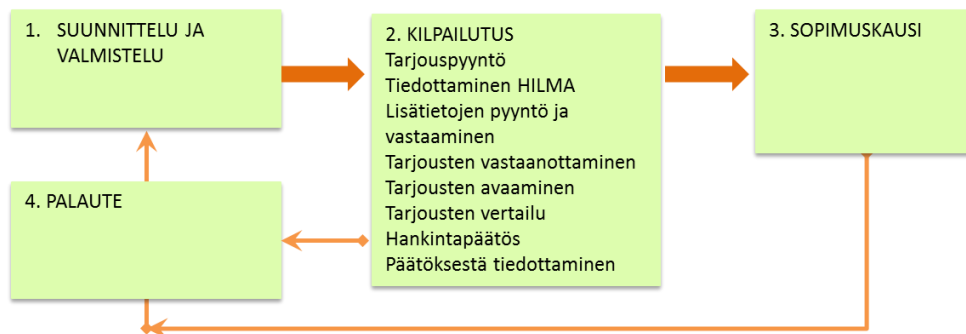 1. SUUNNITTELU JA
VALMISTELU
2. KILPAILUTUS
Tarjouspyyntö
Tiedottaminen HILMA
Lisätietojen pyyntö ja
vastaaminen
Tarjousten vastaanottaminen
Tarjousten avaaminen
Tarjousten vertailu
Hankintapäätös
Päätöksestä tiedottaminen
3. SOPIMUSKAUSI
4. PALAUTE